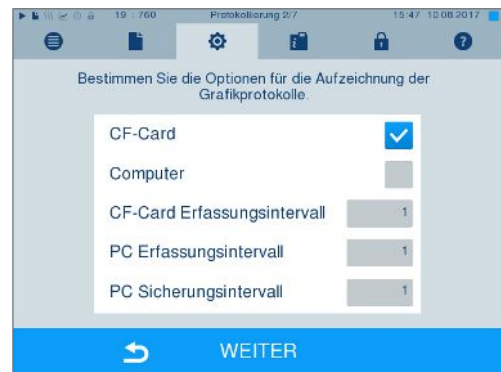 19 : 760 Protokollierung 2/7 15:47 10.08.2017
Bestimmen Sie die Optionen für die Aufzeichnung der
Grafikprotokolle.
CF-Card
Computer
CF-Card Erfassungsintervall 1
PC Erfassungsintervall 1
PC Sicherungsintervall 1
WEITER